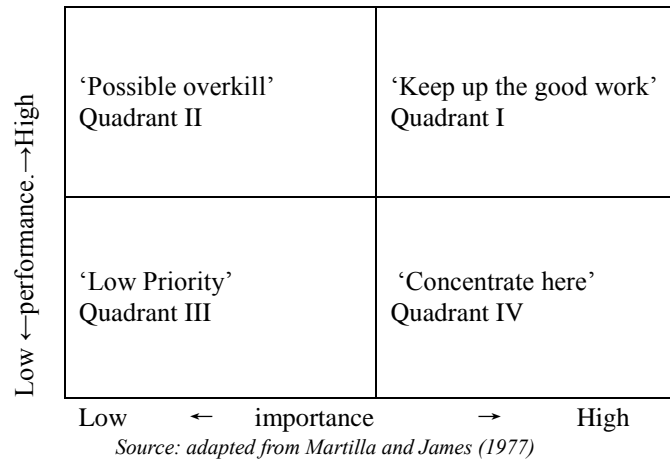 ‘Possible overkill’
Quadrant II
‘Keep up the good work’
Quadrant I
‘Low Priority’
Quadrant III
‘Concentrate here’
Quadrant IV
Low ←performance.→High
Low ← importance → High
Source: adapted from Martilla and James (1977)